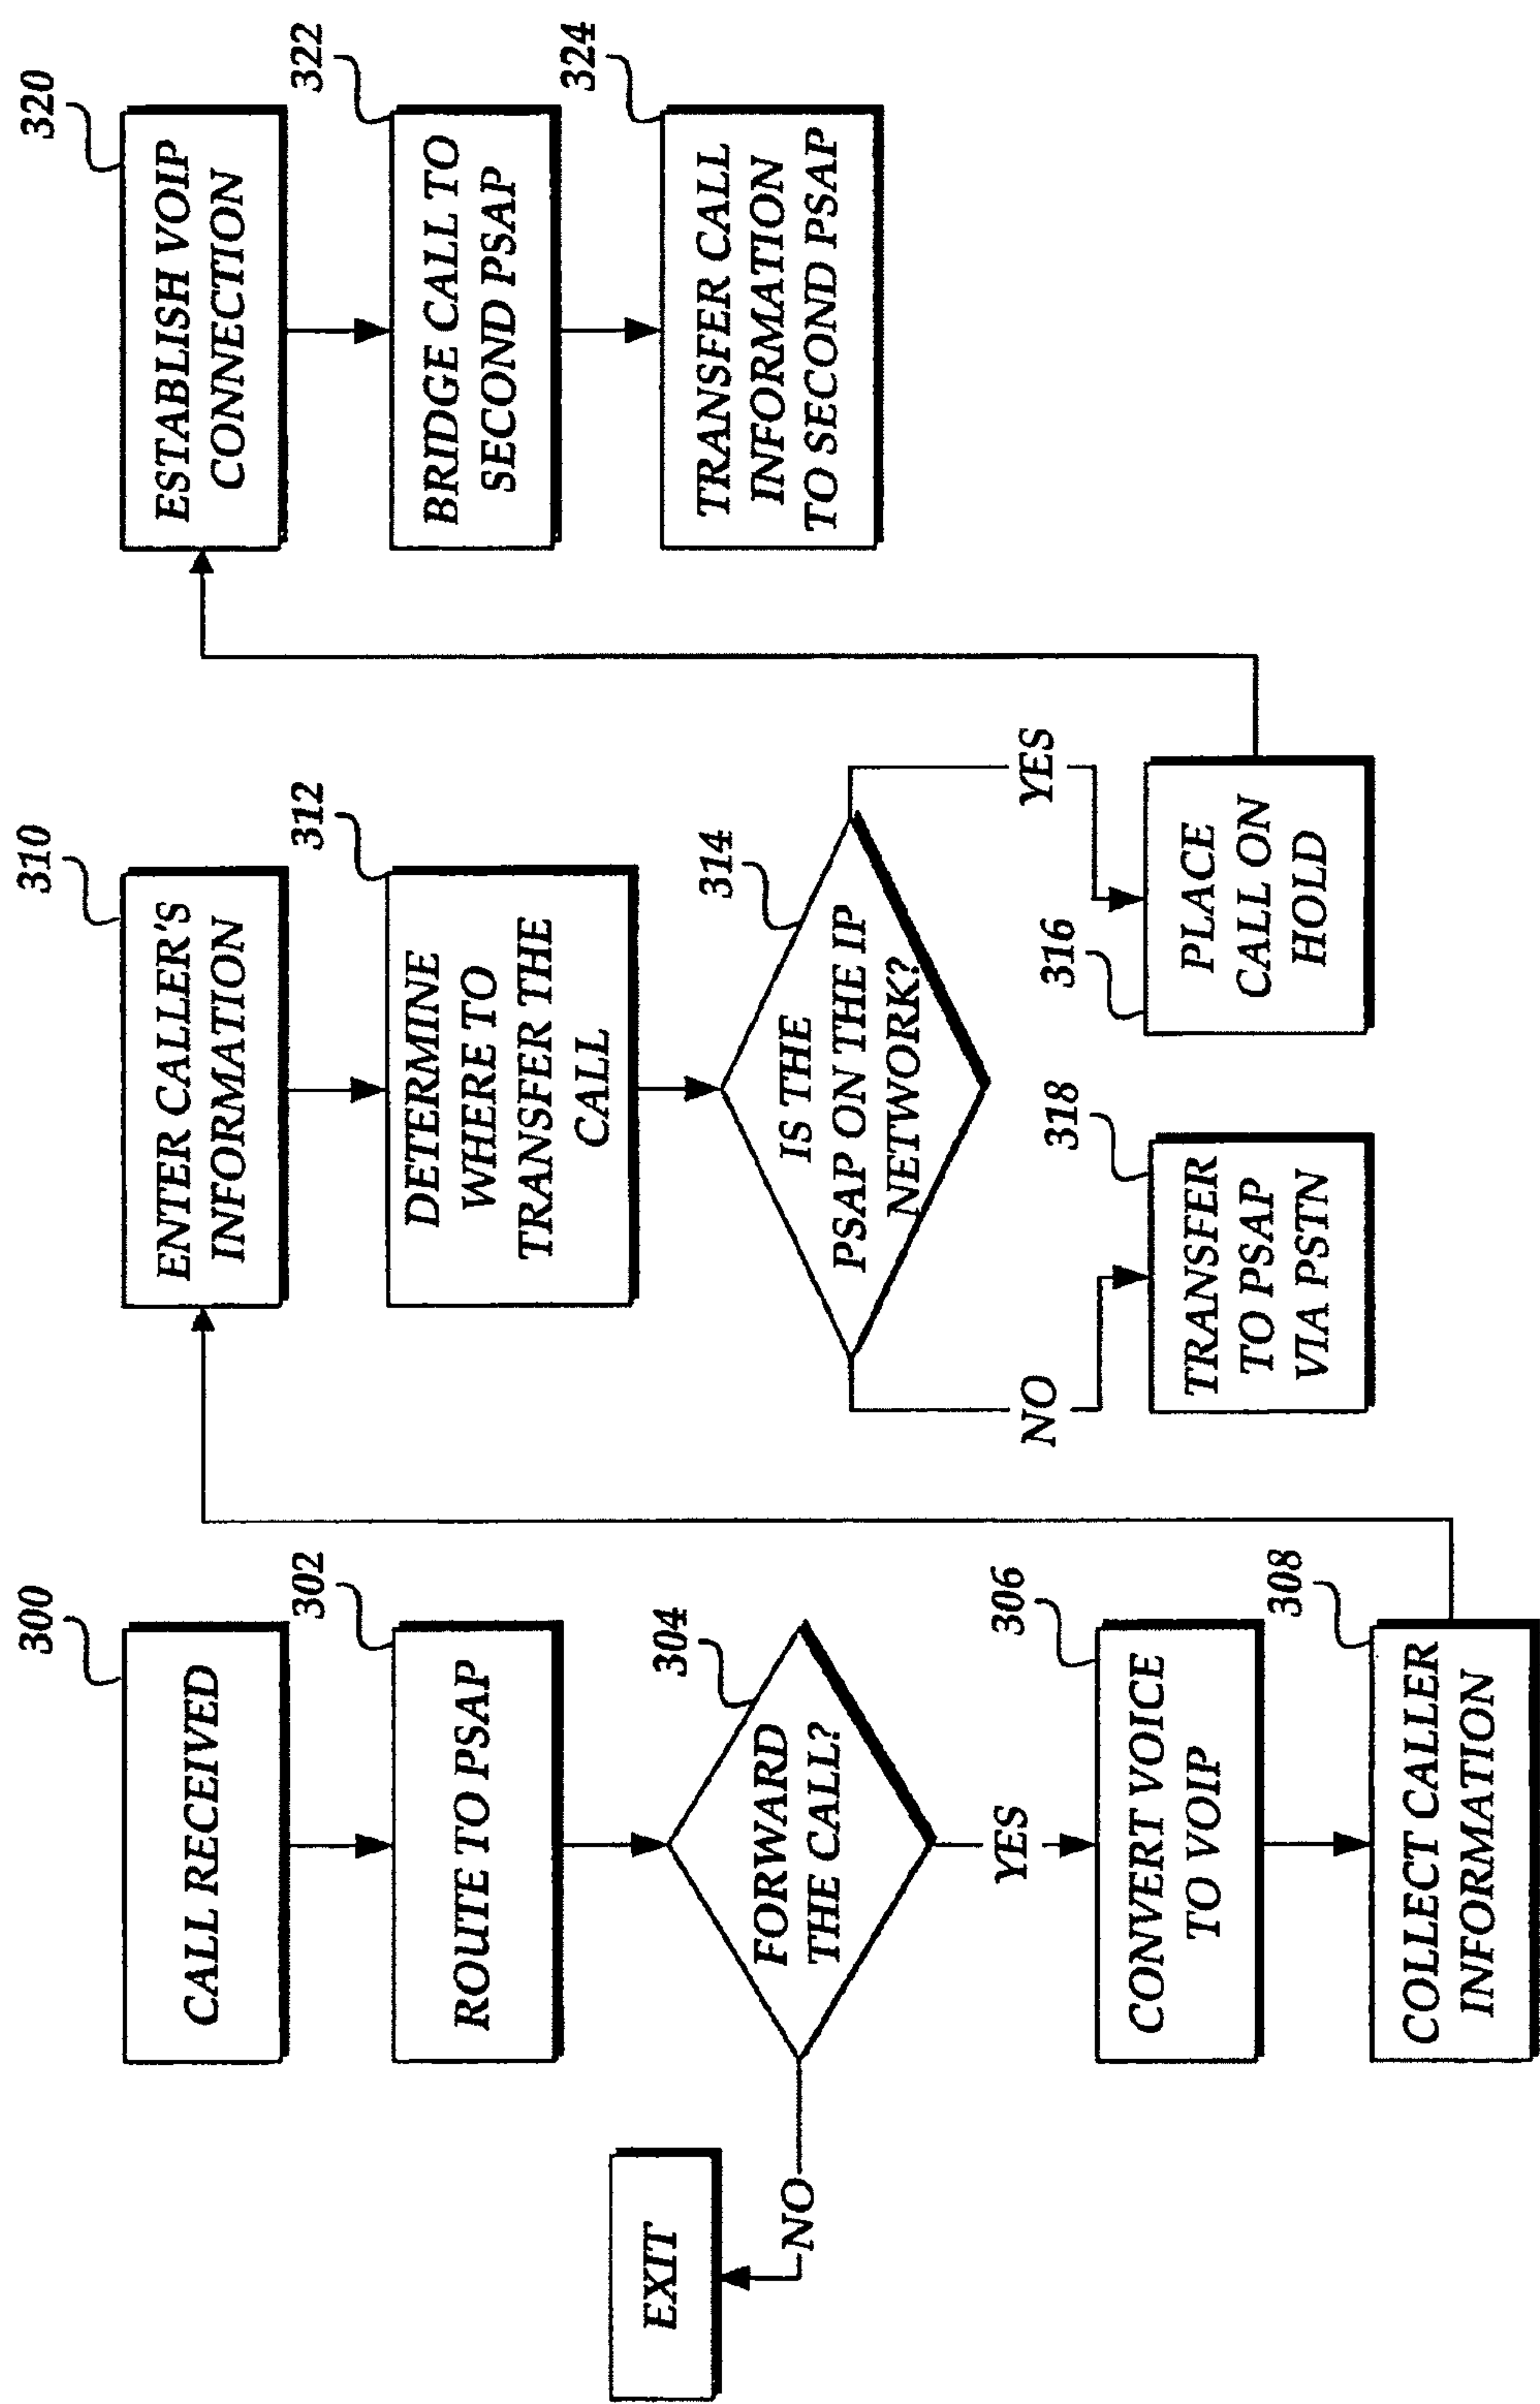 300
CALL RECEIVED
302
ROUTE TO PSAP
304
FORWARD
THE CALL?
NO
EXIT
YES
306
CONVERT VOICE
TO VOIP
308
COLLECT CALLER
INFORMATION
310
ENTER CALLER'S
INFORMATION
312
DETERMINE
WHERE TO
TRANSFER THE
CALL
314
IS THE
PSAP ON THE IP
NETWORK?
NO
318
TRANSFER
TO PSAP
VIA PSTN
YES
316
PLACE
CALL ON
HOLD
320
ESTABLISH VOIP
CONNECTION
322
BRIDGE CALL TO
SECOND PSAP
324
TRANSFER CALL
INFORMATION
TO SECOND PSAP